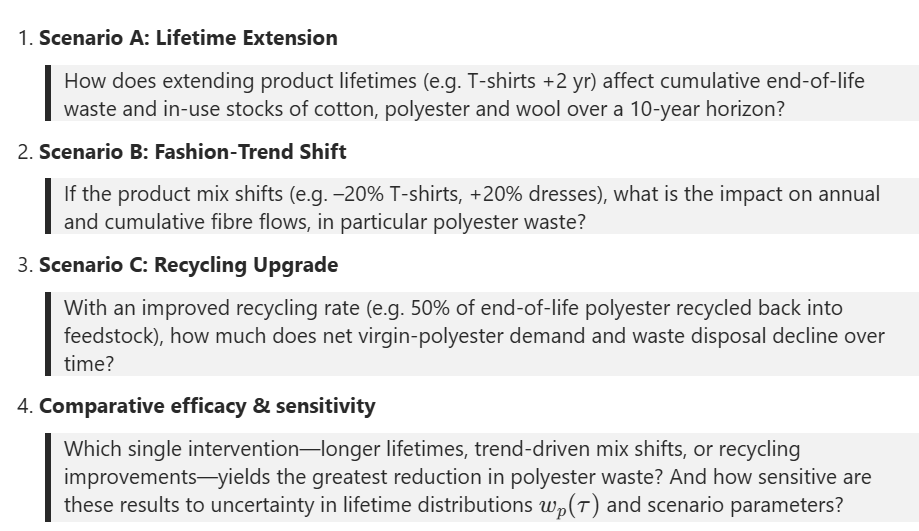 1. Scenario A: Lifetime Extension
How does extending product lifetimes (e.g. T-shirts +2 yr) affect cumulative end-of-life
waste and in-use stocks of cotton, polyester and wool over a 10-year horizon?
2. Scenario B: Fashion-Trend Shift
If the product mix shifts (e.g. –20% T-shirts, +20% dresses), what is the impact on annual
and cumulative fibre flows, in particular polyester waste?
3. Scenario C: Recycling Upgrade
With an improved recycling rate (e.g. 50% of end-of-life polyester recycled back into
feedstock), how much does net virgin-polyester demand and waste disposal decline over
time?
4. Comparative efficacy & sensitivity
Which single intervention—longer lifetimes, trend-driven mix shifts, or recycling
improvements—yields the greatest reduction in polyester waste? And how sensitive are
these results to uncertainty in lifetime distributions wₚ(τ) and scenario parameters?